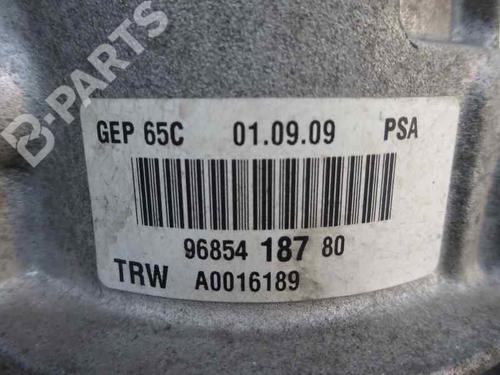 B-PARTS
GEP 65C 01.09.09 PSA
96854 187 80
TRW A0016189